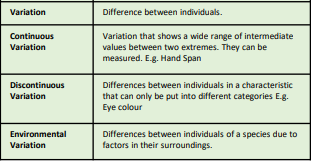 Variation
Difference between individuals.
Continuous
Variation
Variation that shows a wide range of intermediate
values between two extremes. They can be
measured. E.g. Hand Span
Discontinuous
Variation
Differences between individuals in a characteristic
that can only be put into different categories E.g.
Eye colour
Environmental
Variation
Differences between individuals of a species due to
factors in their surroundings.